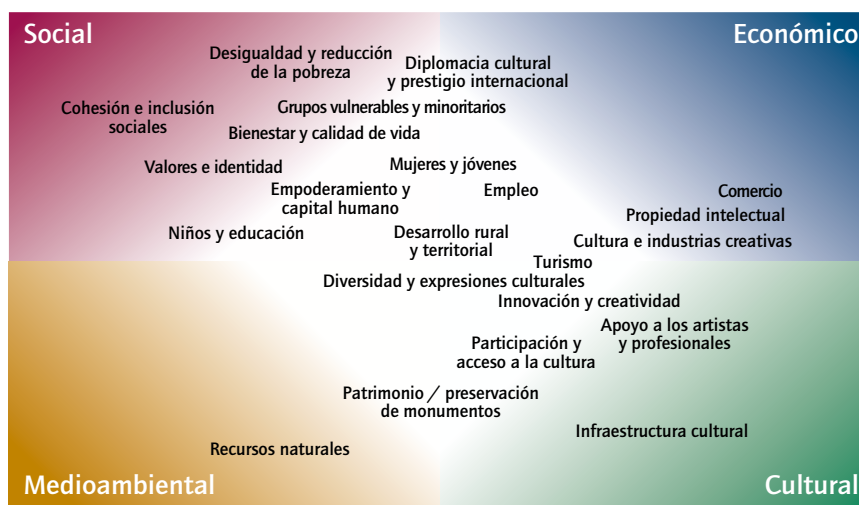 Social
Económico
Desigualdad y reducción
de la pobreza
Diplomacia cultural
y prestigio internacional
Cohesión e inclusión
sociales
Grupos vulnerables y minoritarios
Bienestar y calidad de vida
Valores e identidad
Mujeres y jóvenes
Empoderamiento y
capital humano
Empleo
Comercio
Propiedad intelectual
Niños y educación
Desarrollo rural
y territorial
Cultura e industrias creativas
Turismo
Diversidad y expresiones culturales
Innovación y creatividad
Apoyo a los artistas
y profesionales
Participación y
acceso a la cultura
Patrimonio / preservación
de monumentos
Infraestructura cultural
Recursos naturales
Medioambiental
Cultural